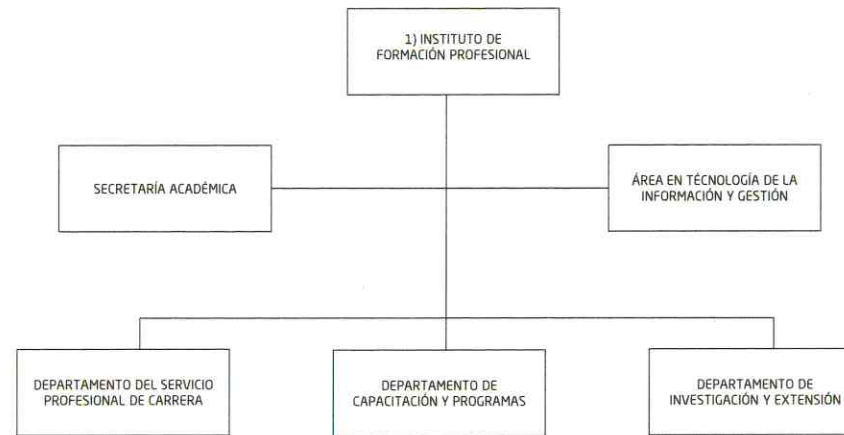 1) INSTITUTO DE
FORMACIÓN PROFESIONAL
SECRETARÍA ACADÉMICA
ÁREA EN TÉCNOLOGÍA DE LA
INFORMACIÓN Y GESTIÓN
DEPARTAMENTO DEL SERVICIO
PROFESIONAL DE CARRERA
DEPARTAMENTO DE
CAPACITACIÓN Y PROGRAMAS
DEPARTAMENTO DE
INVESTIGACIÓN Y EXTENSIÓN